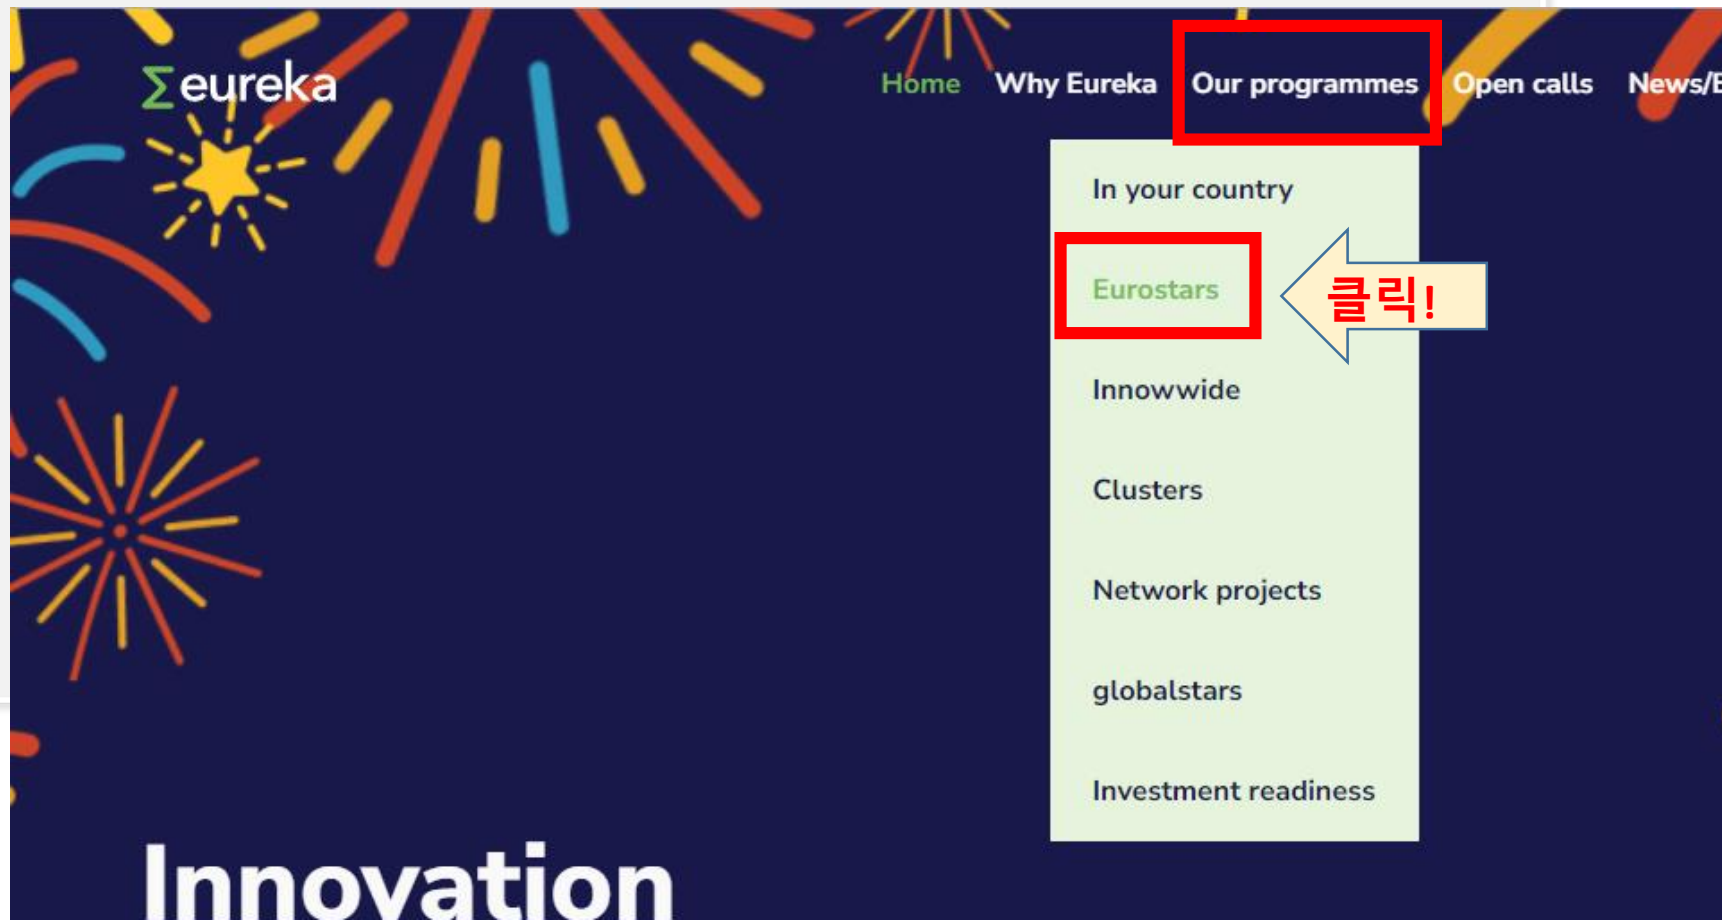 eureka
Home Why Eureka Our programmes Open calls News/E
In your country
Eurostars
클릭!
Innowwide
Clusters
Network projects
globalstars
Investment readiness
Innovation